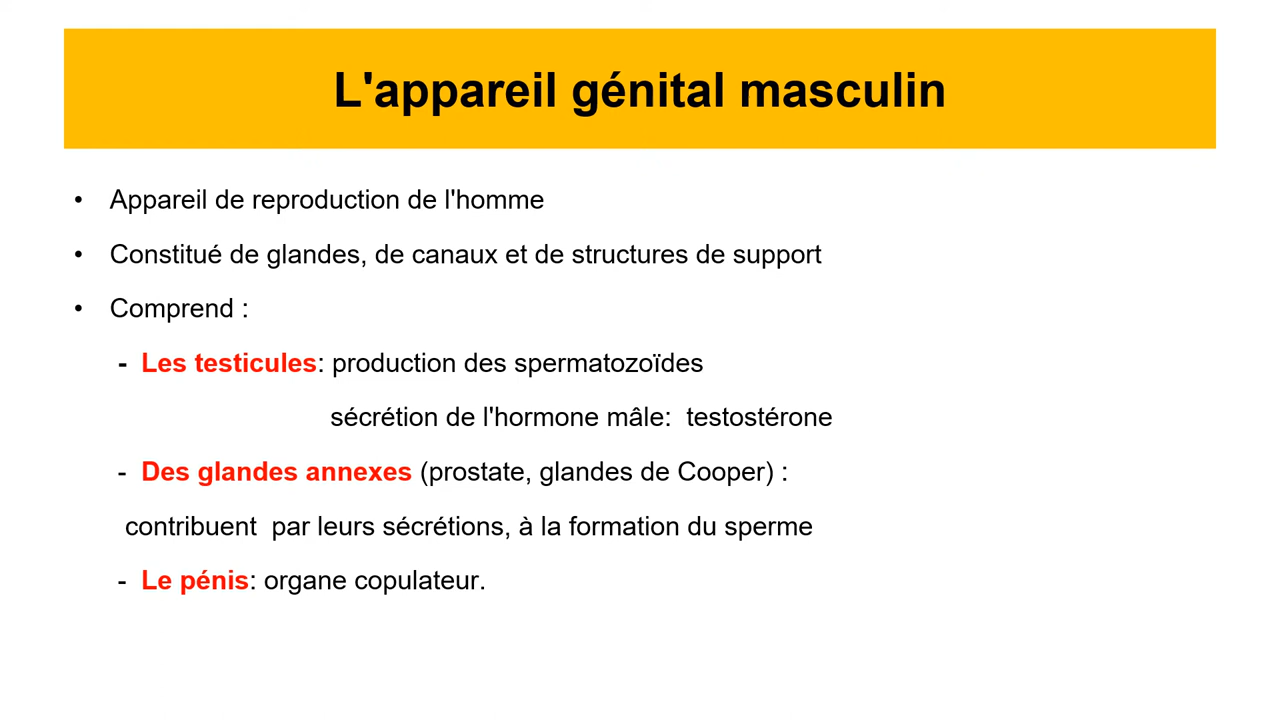 L'appareil génital masculin
• Appareil de reproduction de l'homme
• Constitué de glandes, de canaux et de structures de support
• Comprend :
- Les testicules: production des spermatozoïdes
sécrétion de l'hormone mâle: testostérone
- Des glandes annexes (prostate, glandes de Cooper) :
contribuent par leurs sécrétions, à la formation du sperme
- Le pénis: organe copulateur.